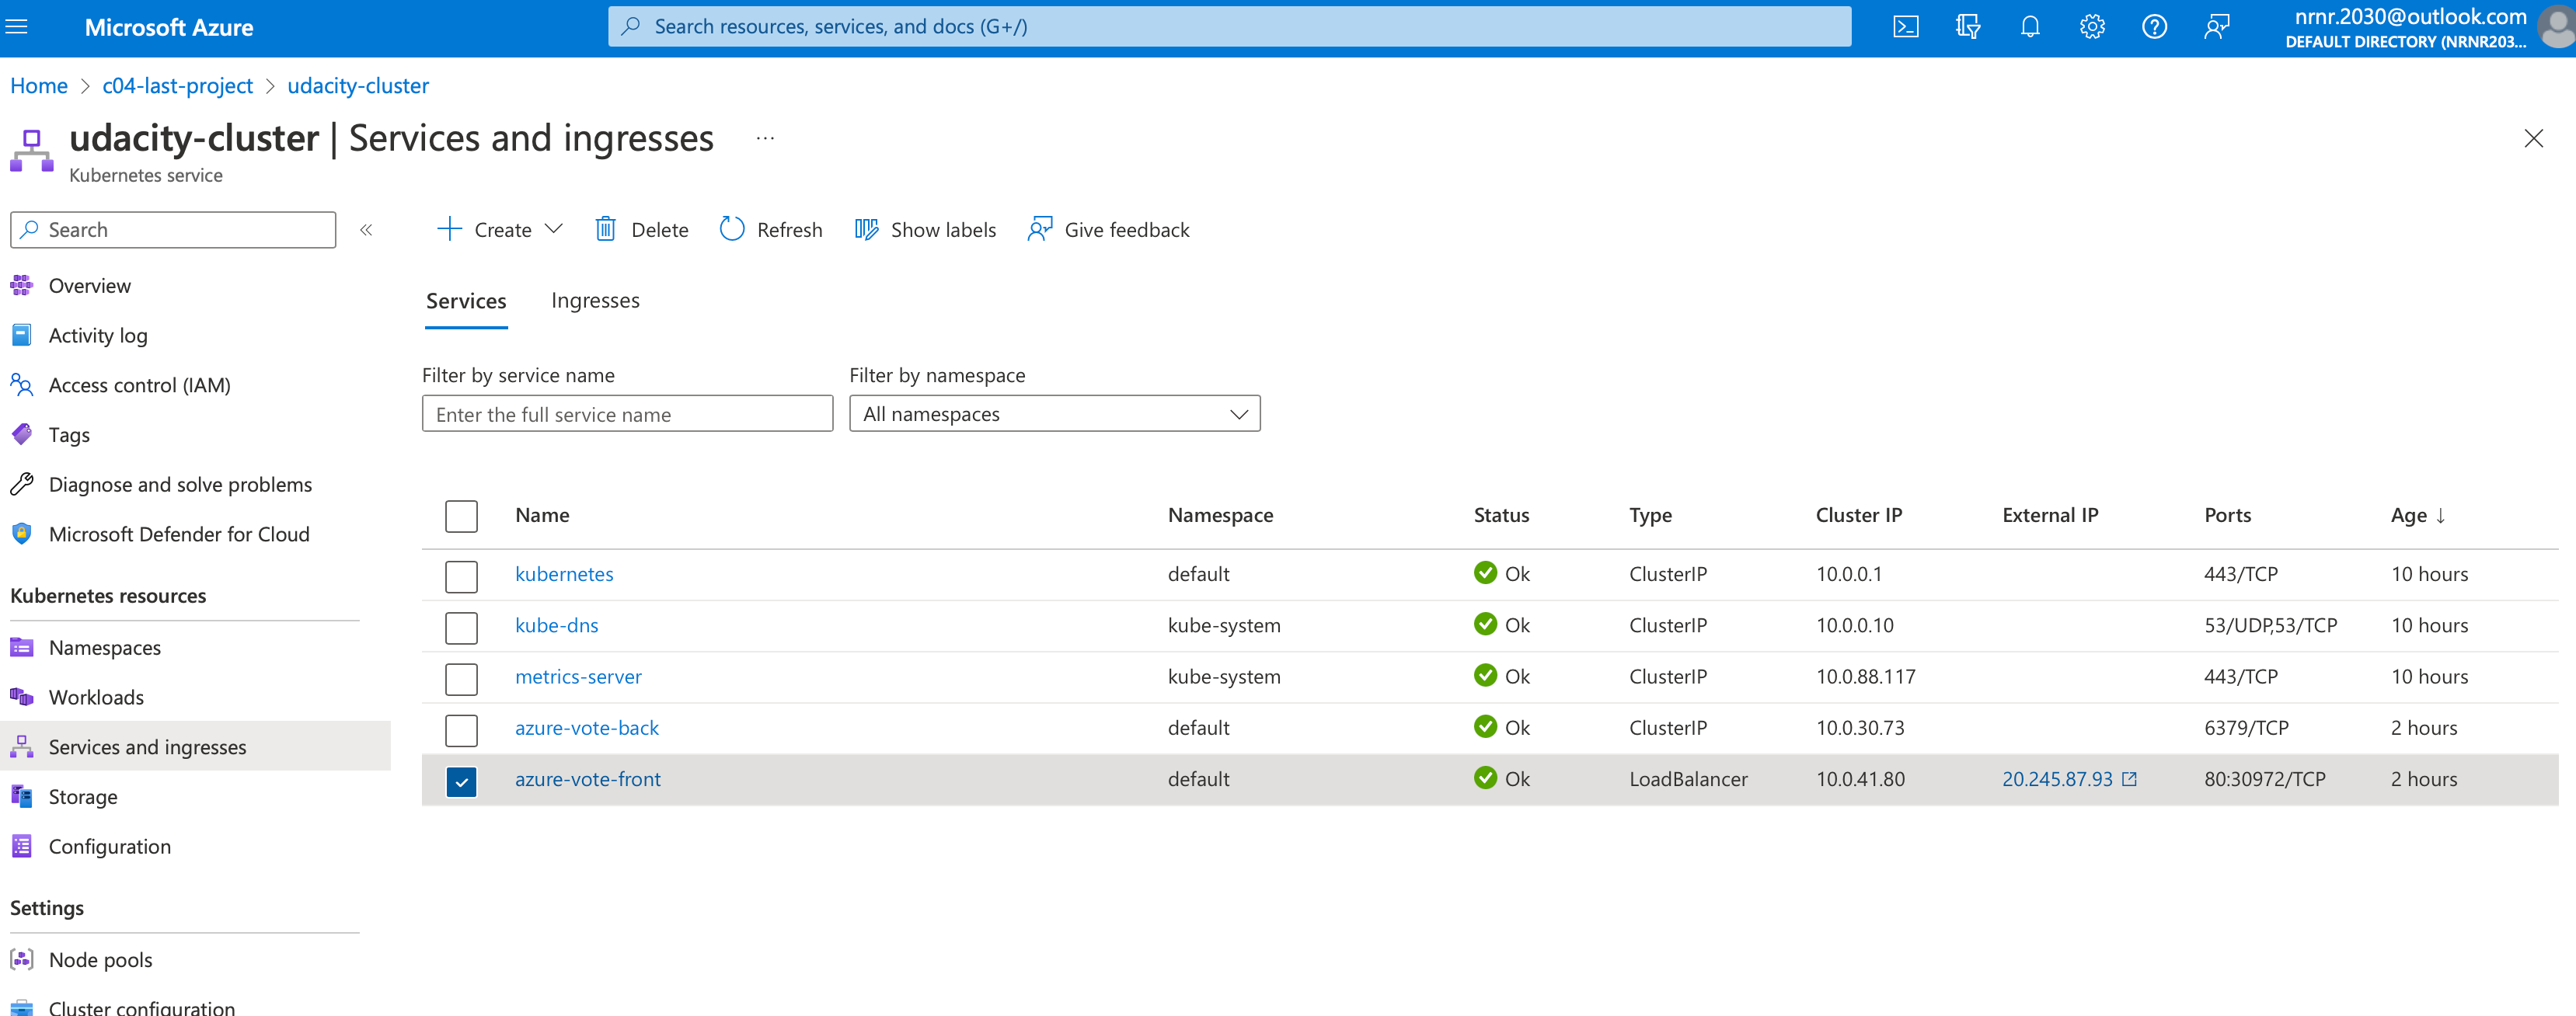 Microsoft Azure
Search resources, services, and docs (G+/)
nrnr.2030@outlook.com
DEFAULT DIRECTORY (NRNR203...
Home > c04-last-project > udacity-cluster
udacity-cluster | Services and ingresses ...
Kubernetes service
Search «
Create Delete Refresh Show labels Give feedback
Overview
Activity log
Access control (IAM)
Tags
Diagnose and solve problems
Microsoft Defender for Cloud
Kubernetes resources
Namespaces
Workloads
Services and ingresses
Storage
Configuration
Settings
Node pools
Cluster configuration
Services Ingresses
Filter by service name Filter by namespace
Enter the full service name All namespaces
Name Namespace Status Type Cluster IP External IP Ports Age ↓
kubernetes default Ok ClusterIP 10.0.0.1 443/TCP 10 hours
kube-dns kube-system Ok ClusterIP 10.0.0.10 53/UDP,53/TCP 10 hours
metrics-server kube-system Ok ClusterIP 10.0.88.117 443/TCP 10 hours
azure-vote-back default Ok ClusterIP 10.0.30.73 6379/TCP 2 hours
azure-vote-front default Ok LoadBalancer 10.0.41.80 20.245.87.93 80:30972/TCP 2 hours